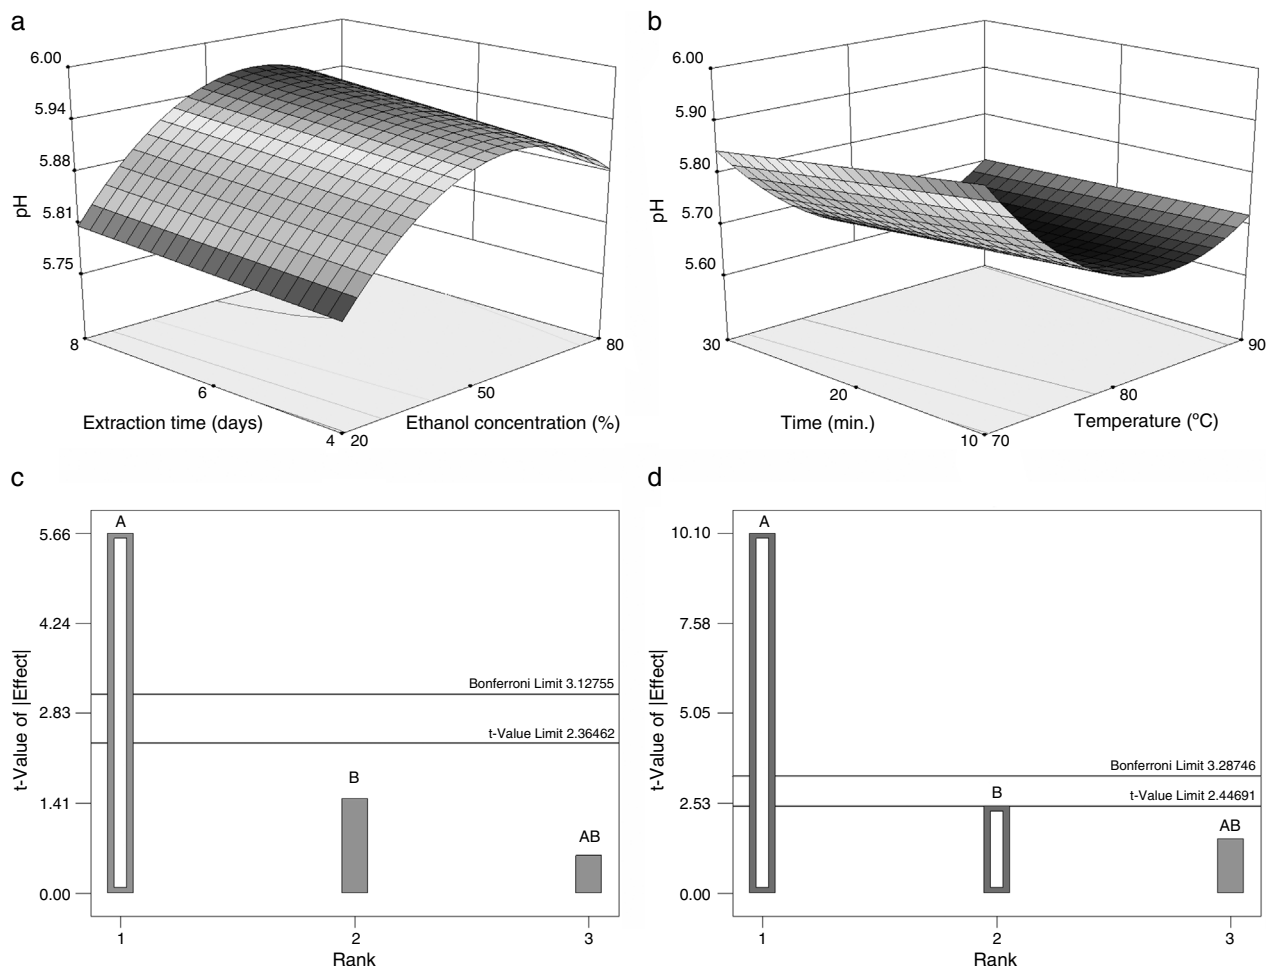 a
6.00
5.94
5.88
5.81
5.75
pH
8
6
4
20
50
80
Extraction time (days)
Ethanol concentration (%)
b
6.00
5.90
5.80
5.70
5.60
pH
30
20
10
70
80
90
Time (min.)
Temperature (ºC)
c
5.66
4.24
2.83
1.41
0.00
t-Value of |Effect|
A
Bonferroni Limit 3.12755
t-Value Limit 2.36462
B
AB
1
2
3
Rank
d
10.10
7.58
5.05
2.53
0.00
t-Value of |Effect|
A
Bonferroni Limit 3.28746
t-Value Limit 2.44691
B
AB
1
2
3
Rank